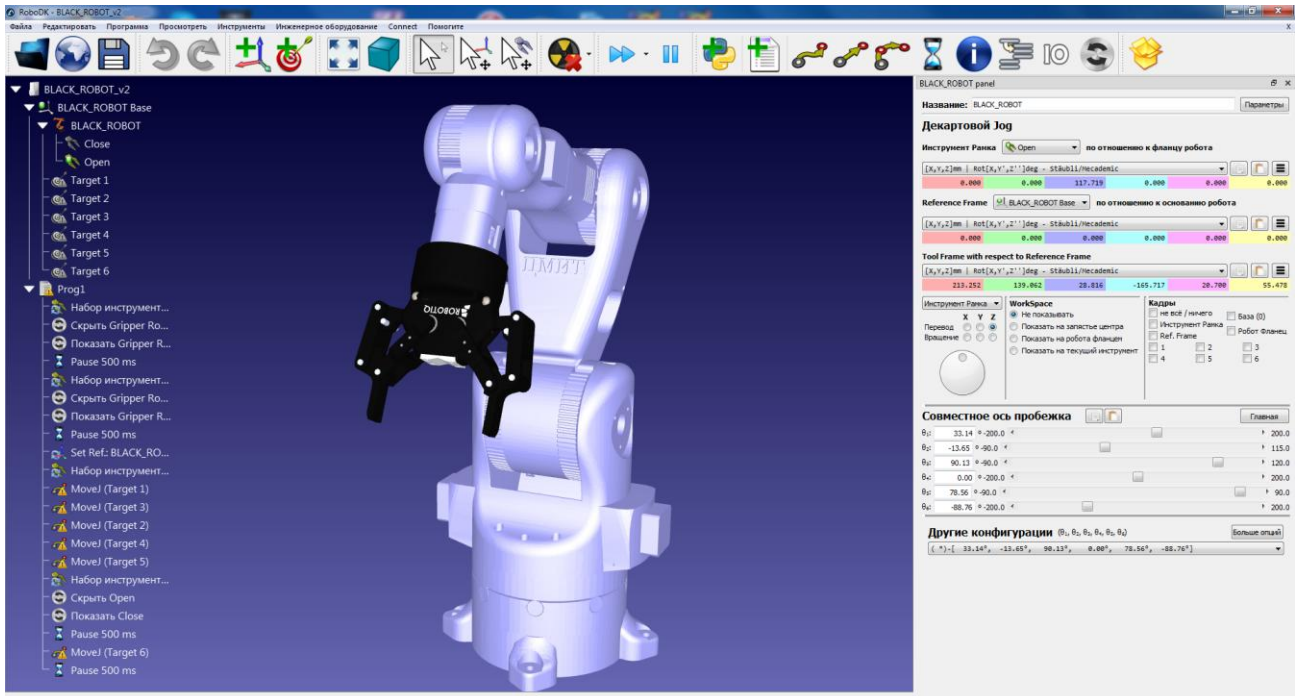 RoboDK - BLACK_ROBOT_v2
Файла Редактировать Программа Просмотреть Инструменты Инженерное оборудование Connect Помогите
BLACK_ROBOT_v2
BLACK_ROBOT Base
BLACK_ROBOT
Close
Open
Target 1
Target 2
Target 3
Target 4
Target 5
Target 6
Prog1
Набор инструмент...
Скрыть Gripper Ro...
Показать Gripper R...
Pause 500 ms
Набор инструмент...
Скрыть Gripper Ro...
Показать Gripper R...
Pause 500 ms
Set Ref.: BLACK_RO...
Набор инструмент...
MoveJ (Target 1)
MoveJ (Target 3)
MoveJ (Target 2)
MoveJ (Target 4)
MoveJ (Target 5)
Набор инструмент...
Скрыть Open
Показать Close
Pause 500 ms
MoveJ (Target 6)
Pause 500 ms
IO
ЦМИТ
ROBOTIQ
BLACK_ROBOT panel
Название: BLACK_ROBOT Параметры
Декартовой Jog
Инструмент Рамка Open по отношению к фланцу робота
[X,Y,Z]mm | Rot[X,Y',Z'']deg - Stäubli/Mecademic
0.000 0.000 117.719 0.000 0.000 0.000
Reference Frame BLACK_ROBOT Base по отношению к основанию робота
[X,Y,Z]mm | Rot[X,Y',Z'']deg - Stäubli/Mecademic
0.000 0.000 0.000 0.000 0.000 0.000
Tool Frame with respect to Reference Frame
[X,Y,Z]mm | Rot[X,Y',Z'']deg - Stäubli/Mecademic
213.252 139.062 28.816 -165.717 20.700 55.478
Инструмент Рамка
X Y Z
Перевод
Вращение
WorkSpace
Не показывать
Показать на запястье центра
Показать на робота фланцем
Показать на текущий инструмент
Кадры
не всё / ничего База (0)
Инструмент Рамка Робот Фланец
Ref. Frame
1 2 3
4 5 6
Совместное ось пробежка Главная
θ₁: 33.14 ° -200.0 200.0
θ₂: -13.65 ° -90.0 115.0
θ₃: 90.13 ° -90.0 120.0
θ₄: 0.00 ° -200.0 200.0
θ₅: 78.56 ° -90.0 90.0
θ₆: -88.76 ° -200.0 200.0
Другие конфигурации (θ₁, θ₂, θ₃, θ₄, θ₅, θ₆) Больше опций
( *)-[ 33.14°, -13.65°, 90.13°, 0.00°, 78.56°, -88.76°]